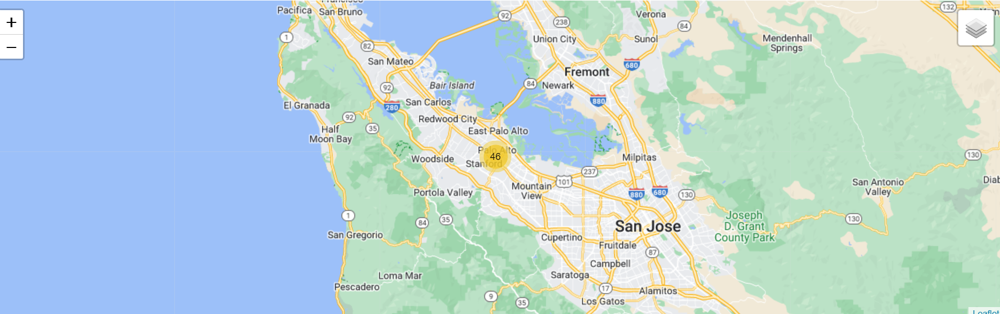 Francisco
Pacifica
San Bruno
92
132
+
−
1
238
Verona
84
Union City
Sunol
Mendenhall
Springs
82
San Mateo
680
Fremont
Bair Island
84
Newark
92
880
280
San Carlos
El Granada
92
Redwood City
35
East Palo Alto
Half
Moon Bay
Palo Alto
46
Stanford
Woodside
Milpitas
130
237
101
Mountain
View
Portola Valley
880
680
130
San Antonio
Valley
Diab
1
84
35
130
Joseph
D. Grant
County Park
San Jose
San Gregorio
Cupertino
Fruitdale
87
Campbell
Loma Mar
Saratoga
Pescadero
17
Alamitos
9
35
Los Gatos
Leaflet